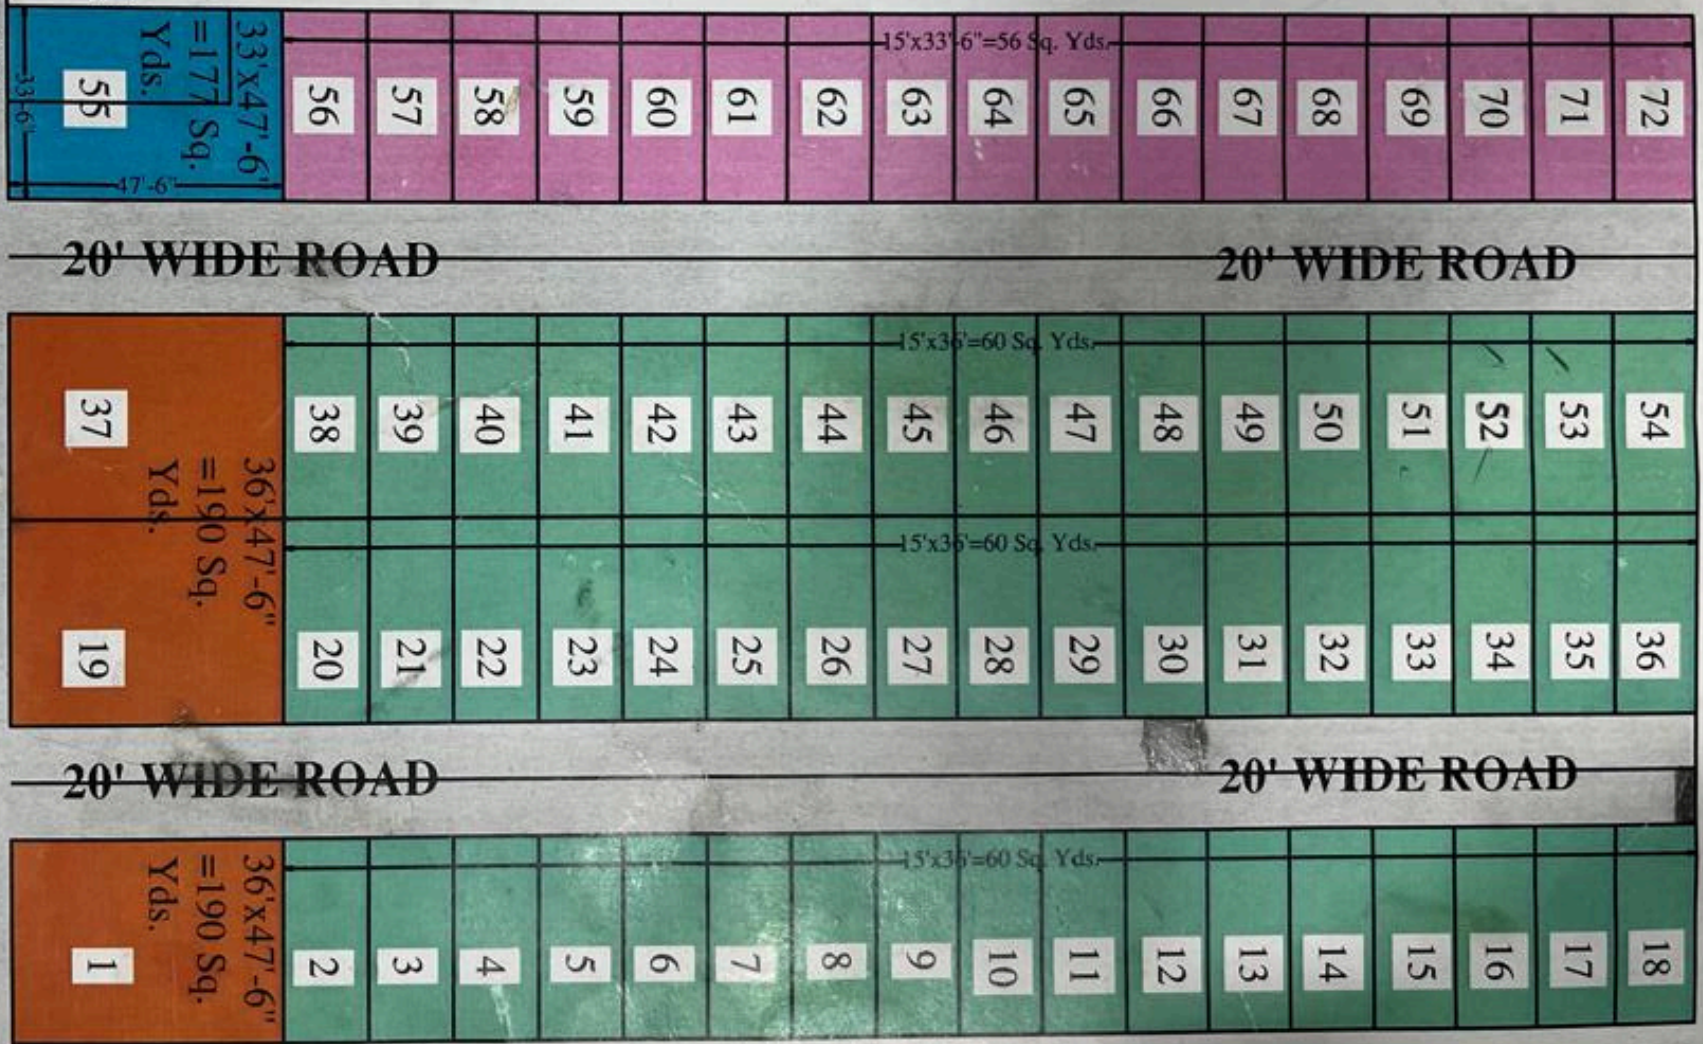 33'x47'-6"
=177 Sq.
Yds.
33'-6"
47'-6"
15'x33'-6"=56 Sq. Yds.
55 56 57 58 59 60 61 62 63 64 65 66 67 68 69 70 71 72
20' WIDE ROAD 20' WIDE ROAD
15'x36'=60 Sq. Yds.
37 38 39 40 41 42 43 44 45 46 47 48 49 50 51 52 53 54
36'x47'-6"
=190 Sq.
Yds.
15'x36'=60 Sq. Yds.
19 20 21 22 23 24 25 26 27 28 29 30 31 32 33 34 35 36
20' WIDE ROAD 20' WIDE ROAD
15'x36'=60 Sq. Yds.
36'x47'-6"
=190 Sq.
Yds.
1 2 3 4 5 6 7 8 9 10 11 12 13 14 15 16 17 18